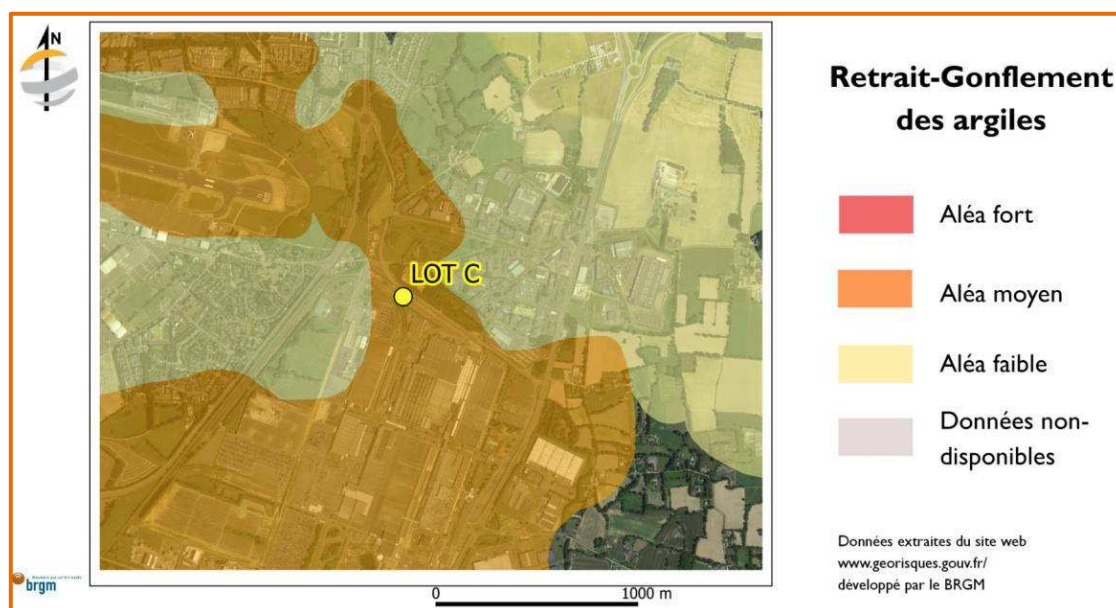 N
Retrait-Gonflement
des argiles
LOT C
Aléa fort
Aléa moyen
Aléa faible
Données non-
disponibles
Données extraites du site web
www.georisques.gouv.fr/
développé par le BRGM
brgm
0
1000 m